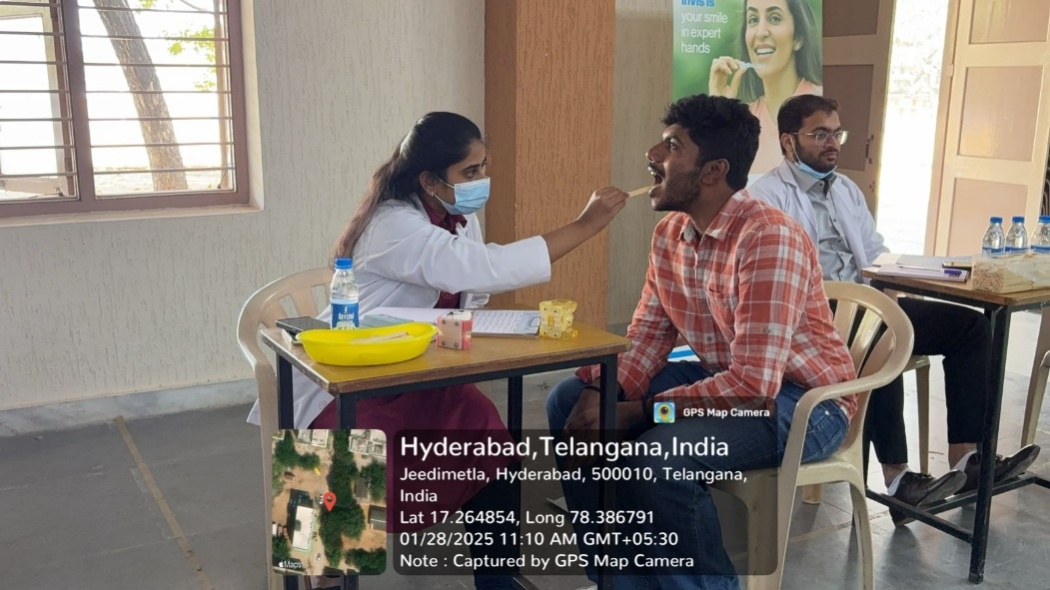 your smile
in expert
hands
GPS Map Camera
Hyderabad,Telangana,India
Jeedimetla, Hyderabad, 500010, Telangana,
India
Lat 17.264854, Long 78.386791
01/28/2025 11:10 AM GMT+05:30
Note : Captured by GPS Map Camera
Maps